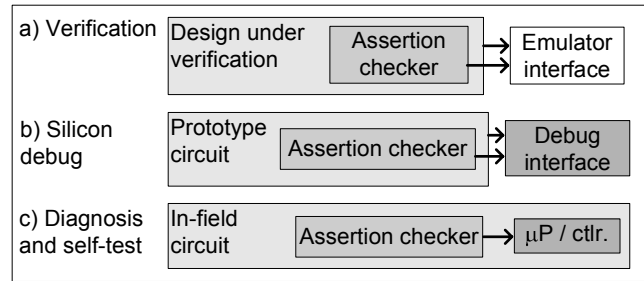 a) Verification
Design under
verification
Assertion
checker
Emulator
interface
b) Silicon
debug
Prototype
circuit
Assertion checker
Debug
interface
c) Diagnosis
and self-test
In-field
circuit
Assertion checker
μP / ctlr.